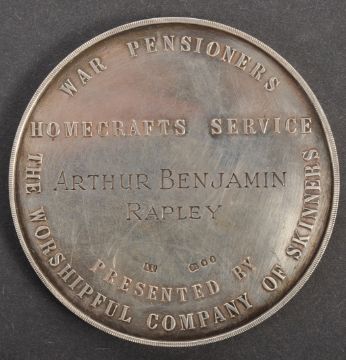 WAR PENSIONERS
HOMECRAFTS SERVICE
ARTHUR BENJAMIN
RAPLEY
PRESENTED BY
THE WORSHIPFUL COMPANY OF SKINNERS